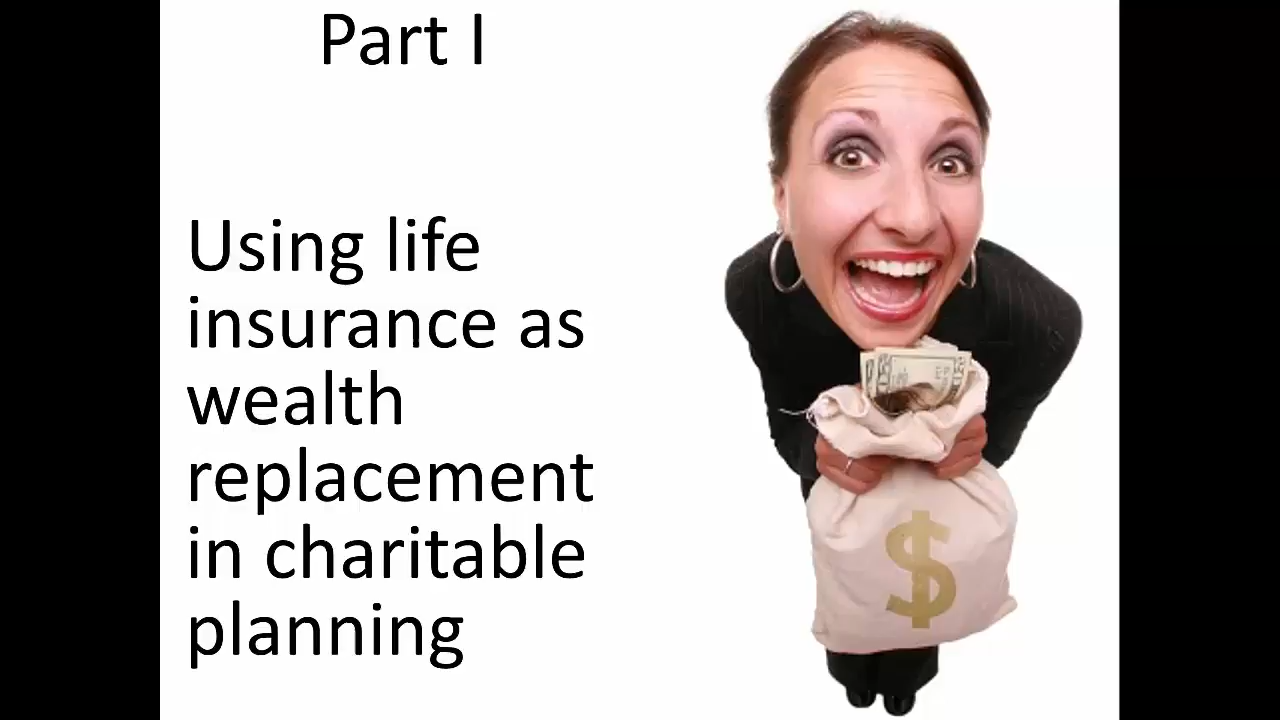 Part I
Using life
insurance as
wealth
replacement
in charitable
planning
$